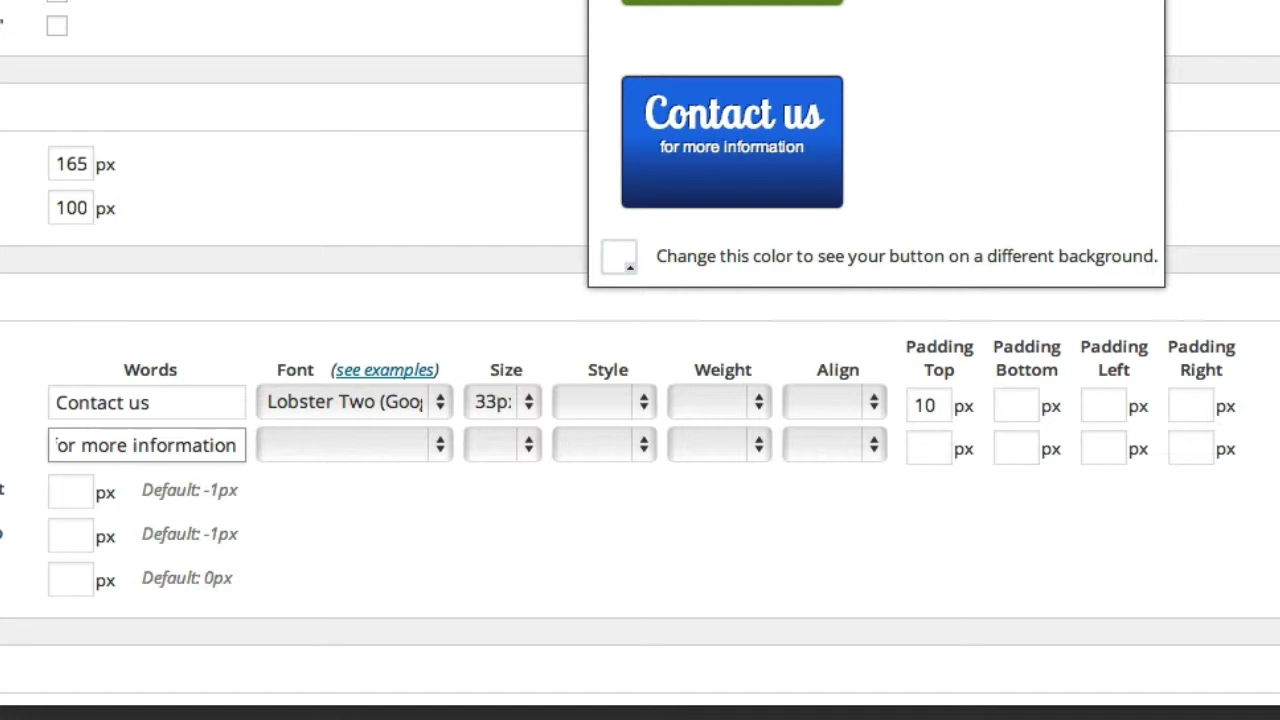 "
Contact us
for more information
165 px
100 px
Change this color to see your button on a different background.
Words Font (see examples) Size Style Weight Align Padding Top Padding Bottom Padding Left Padding Right
Contact us Lobster Two (Goog 33p: 10 px px px px
for more information px px px px
t px Default: -1px
px Default: -1px
px Default: 0px